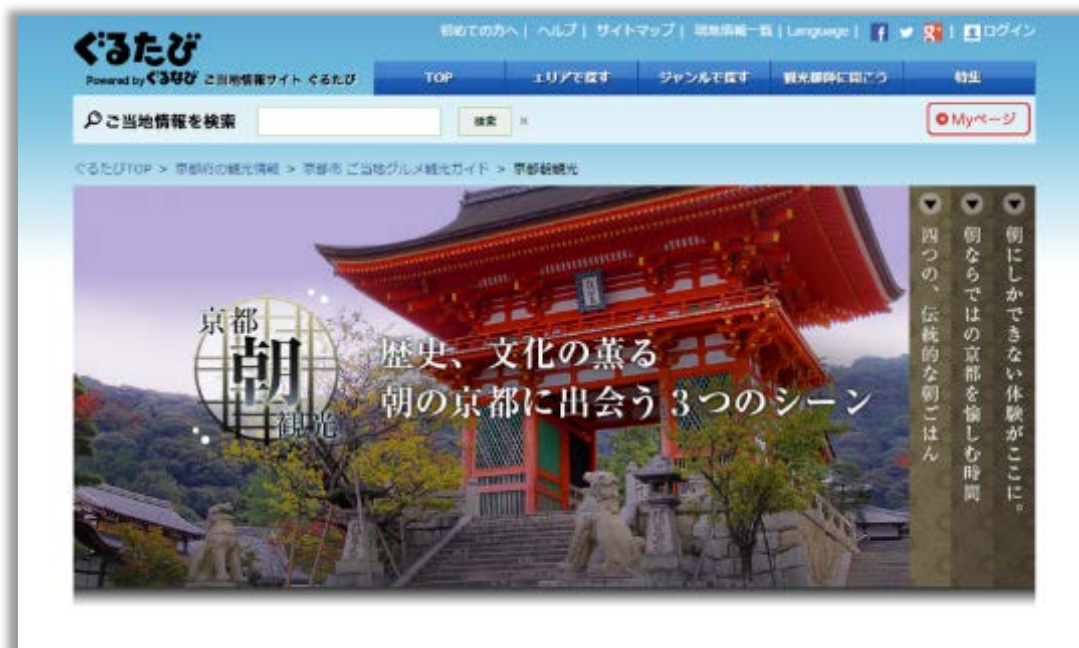 ぐるたび
Powered by ぐるなび ご当地情報サイト ぐるたび
初めての方へ | ヘルプ | サイトマップ | 現地情報一覧 | Language | f | ログイン
TOP エリアで探す ジャンルで探す 観光御師に聞こう 特集
ご当地情報を検索 検索 × Myページ
ぐるたびTOP > 京都府の観光情報 > 京都市 ご当地グルメ観光ガイド > 京都朝観光
京都
朝
観光
歴史、文化の薫る
朝の京都に出会う3つのシーン
朝にしかできない体験がここに。
朝ならではの京都を愉しむ時間
四つの、伝統的な朝ごはん